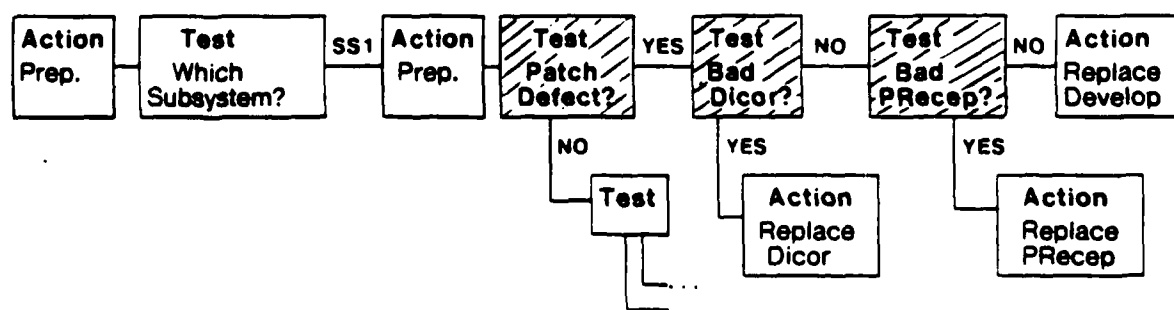 Action
Prep.
Test
Which
Subsystem?
SS1
Action
Prep.
Test
Patch
Defect?
YES
Test
Bad
Dicor?
NO
Test
Bad
PRecep?
NO
Action
Replace
Develop
NO
Test
...
YES
Action
Replace
Dicor
YES
Action
Replace
PRecep